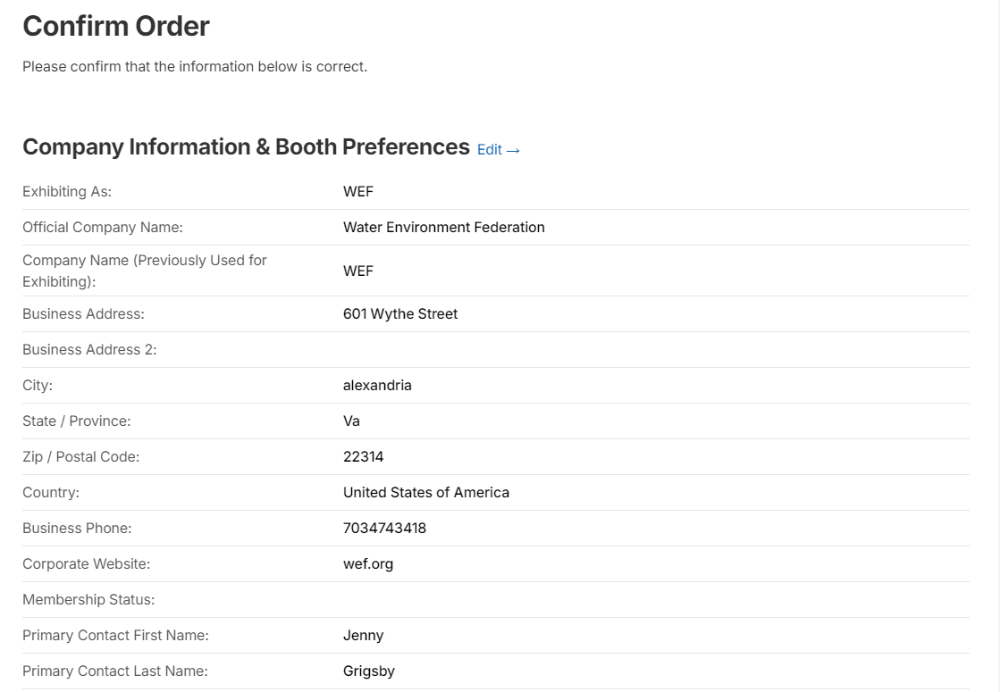 Confirm Order
Please confirm that the information below is correct.
Company Information & Booth Preferences Edit →
Exhibiting As: WEF
Official Company Name: Water Environment Federation
Company Name (Previously Used for
Exhibiting): WEF
Business Address: 601 Wythe Street
Business Address 2:
City: alexandria
State / Province: Va
Zip / Postal Code: 22314
Country: United States of America
Business Phone: 7034743418
Corporate Website: wef.org
Membership Status:
Primary Contact First Name: Jenny
Primary Contact Last Name: Grigsby